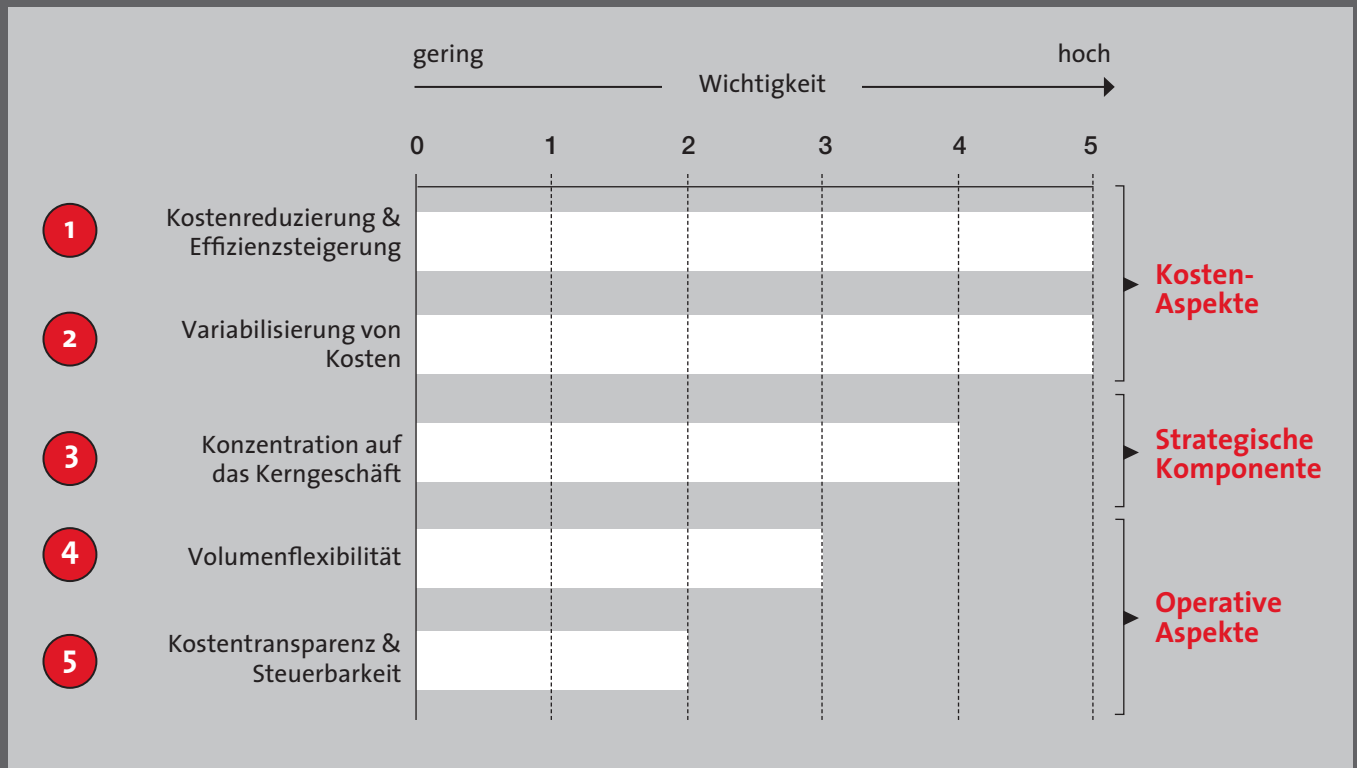 gering
hoch
Wichtigkeit
0 1 2 3 4 5
1
Kostenreduzierung &
Effizienzsteigerung
2
Variabilisierung von
Kosten
Kosten-
Aspekte
3
Konzentration auf
das Kerngeschäft
Strategische
Komponente
4
Volumenflexibilität
5
Kostentransparenz &
Steuerbarkeit
Operative
Aspekte